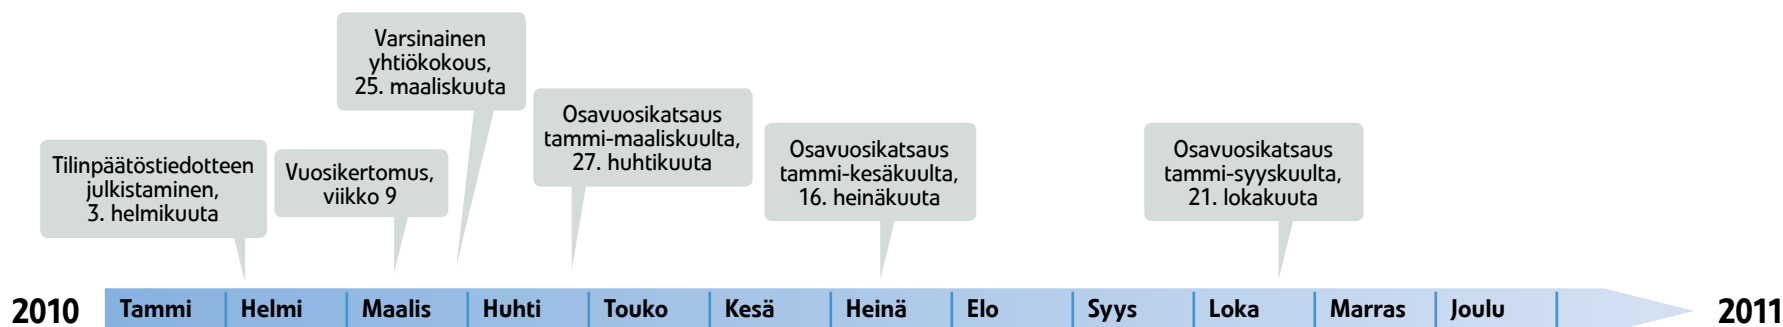 Tilinpäätöstiedotteen
julkistaminen,
3. helmikuuta
Vuosikertomus,
viikko 9
Varsinainen
yhtiökokous,
25. maaliskuuta
Osavuosikatsaus
tammi-maaliskuulta,
27. huhtikuuta
Osavuosikatsaus
tammi-kesäkuulta,
16. heinäkuuta
Osavuosikatsaus
tammi-syyskuulta,
21. lokakuuta
2010 Tammi Helmi Maalis Huhti Touko Kesä Heinä Elo Syys Loka Marras Joulu 2011